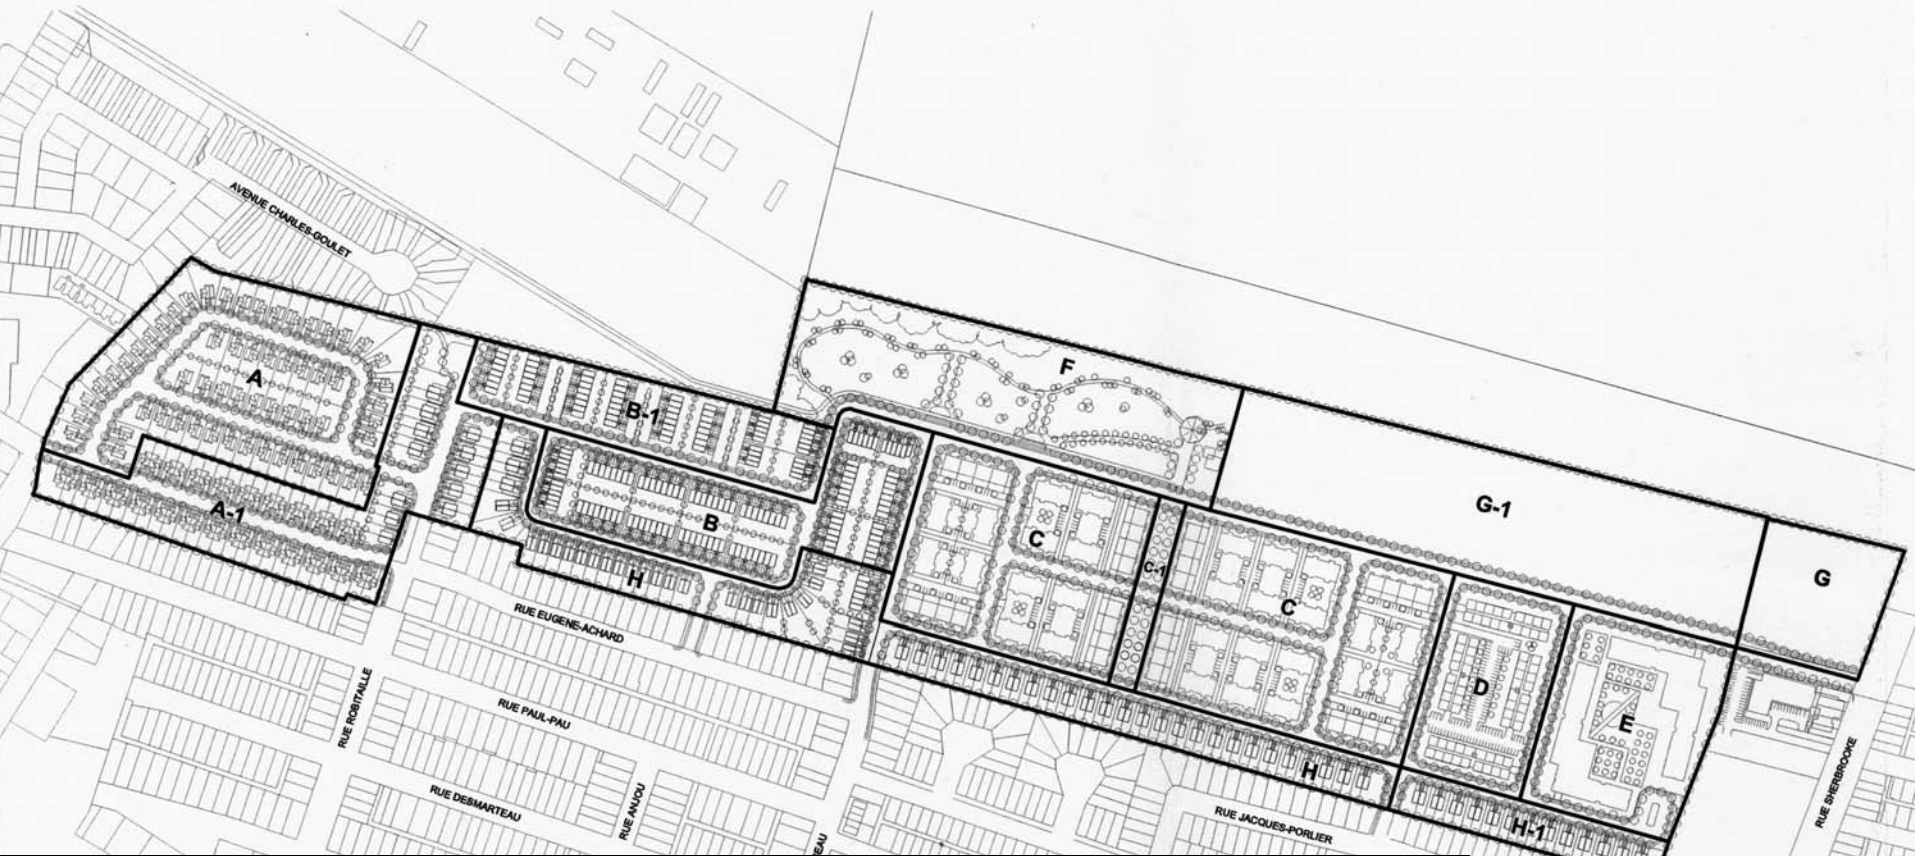 AVENUE CHARLES-GOULET
A
A-1
B-1
B
H
F
C
C-1
C
G-1
G
D
E
H
H-1
RUE EUGENE-ACHARD
RUE ROBITAILLE
RUE PAUL-PAU
RUE ANJOU
RUE DESMARTEAU
EAU
RUE JACQUES-PORLIER
RUE SHERBROOKE